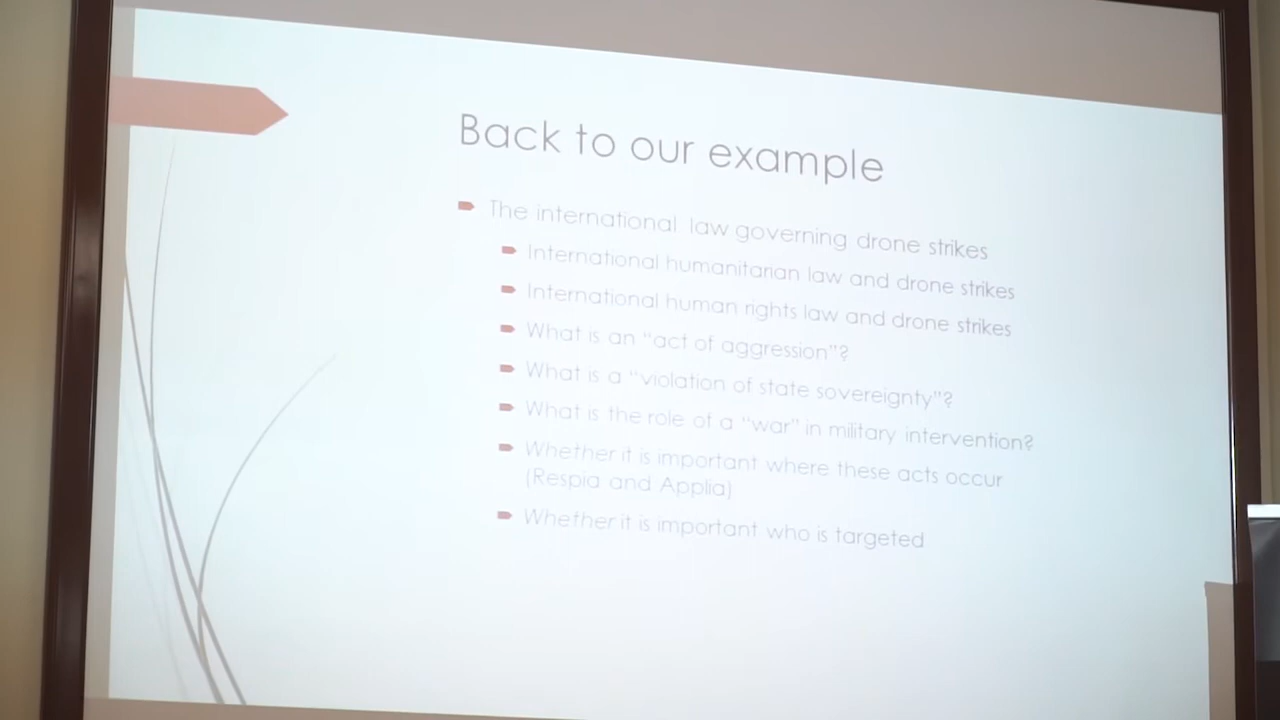 Back to our example
The international law governing drone strikes
International humanitarian law and drone strikes
International human rights law and drone strikes
What is an “act of aggression”?
What is a “violation of state sovereignty”?
What is the role of a “war” in military intervention?
Whether it is important where these acts occur
(Respia and Applia)
Whether it is important who is targeted